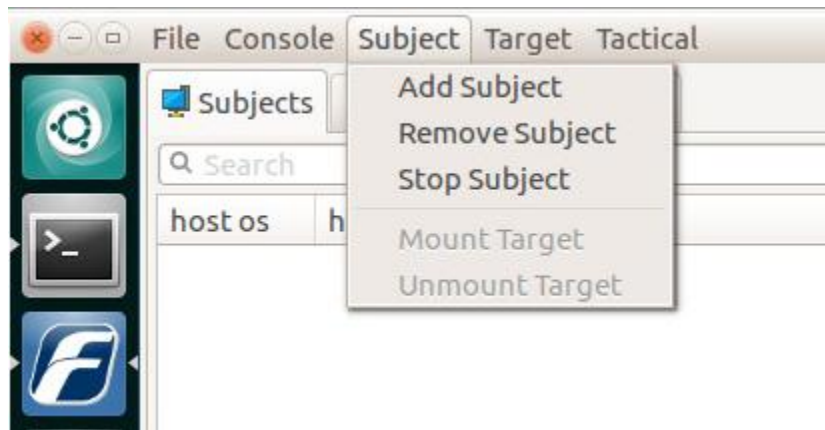 File Console Subject Target Tactical
Subjects
Search
host os h
Add Subject
Remove Subject
Stop Subject
Mount Target
Unmount Target